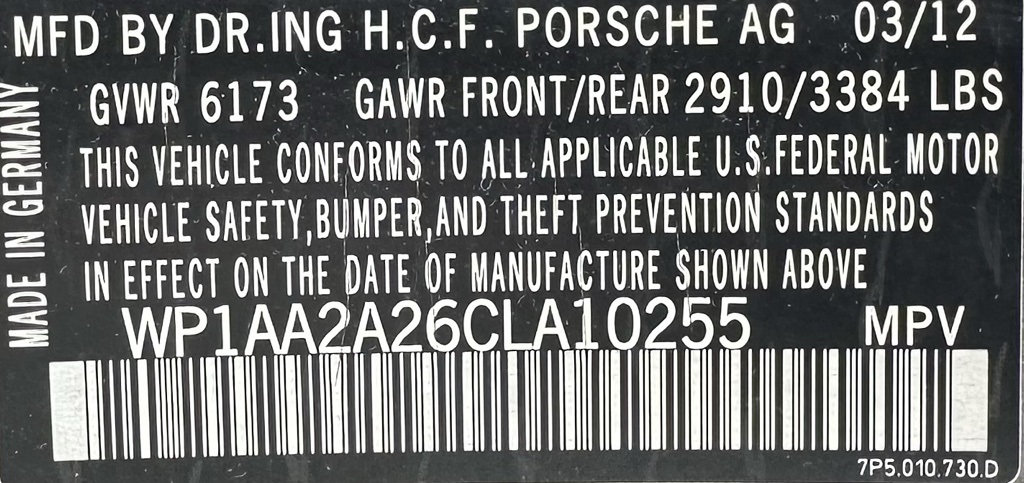 MFD BY DR.ING H.C.F. PORSCHE AG 03/12
GVWR 6173 GAWR FRONT/REAR 2910/3384 LBS
THIS VEHICLE CONFORMS TO ALL APPLICABLE U.S.FEDERAL MOTOR
VEHICLE SAFETY,BUMPER,AND THEFT PREVENTION STANDARDS
IN EFFECT ON THE DATE OF MANUFACTURE SHOWN ABOVE
WP1AA2A26CLA10255 MPV
7P5.010.730.D
MADE IN GERMANY